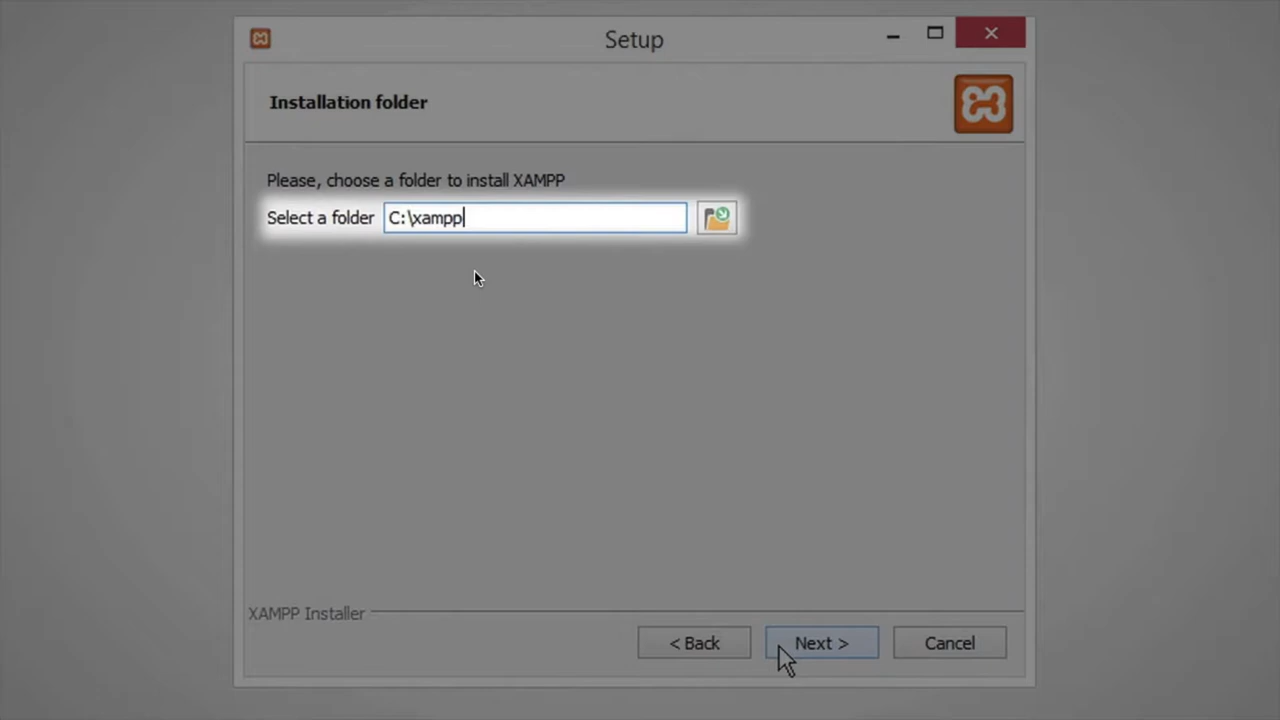 Setup
Installation folder
Please, choose a folder to install XAMPP
Select a folder C:\xampp
XAMPP Installer
< Back Next > Cancel